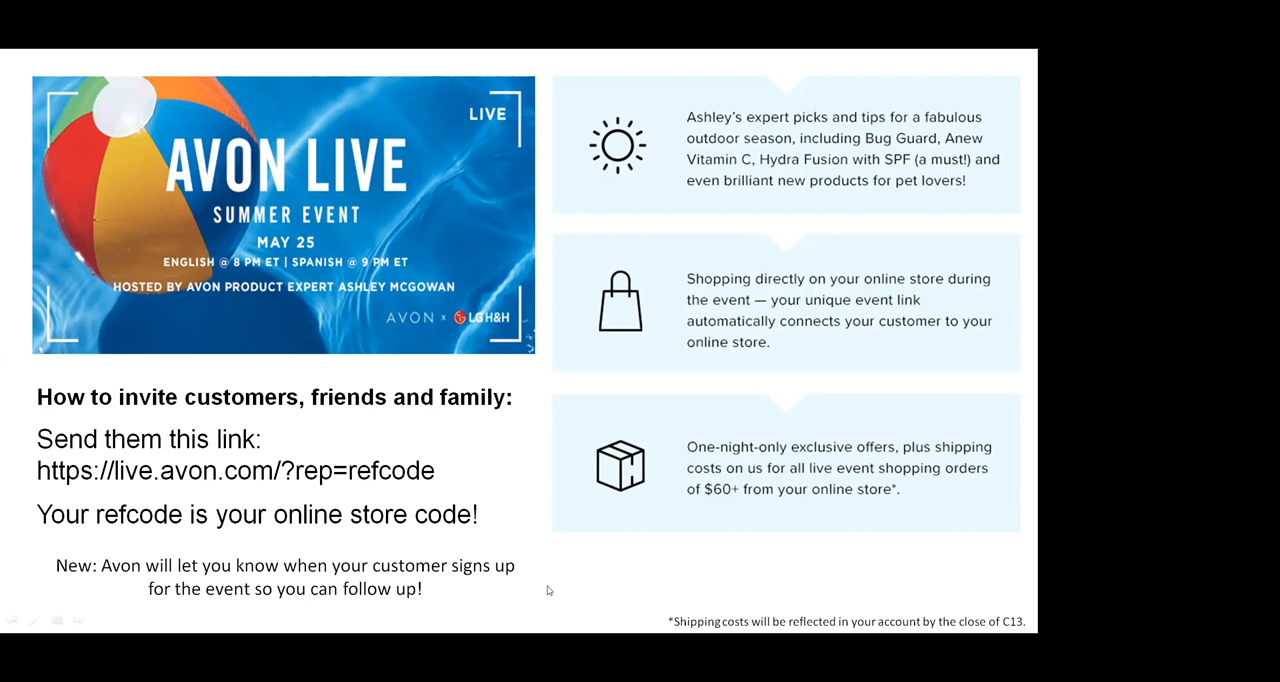 LIVE
AVON LIVE
SUMMER EVENT
MAY 25
ENGLISH @ 8 PM ET | SPANISH @ 9 PM ET
HOSTED BY AVON PRODUCT EXPERT ASHLEY MCGOWAN
AVON x LG H&H
How to invite customers, friends and family:
Send them this link:
https://live.avon.com/?rep=refcode
Your refcode is your online store code!
New: Avon will let you know when your customer signs up
for the event so you can follow up!
Ashley's expert picks and tips for a fabulous
outdoor season, including Bug Guard, Anew
Vitamin C, Hydra Fusion with SPF (a must!) and
even brilliant new products for pet lovers!
Shopping directly on your online store during
the event — your unique event link
automatically connects your customer to your
online store.
One-night-only exclusive offers, plus shipping
costs on us for all live event shopping orders
of $60+ from your online store*.
*Shipping costs will be reflected in your account by the close of C13.